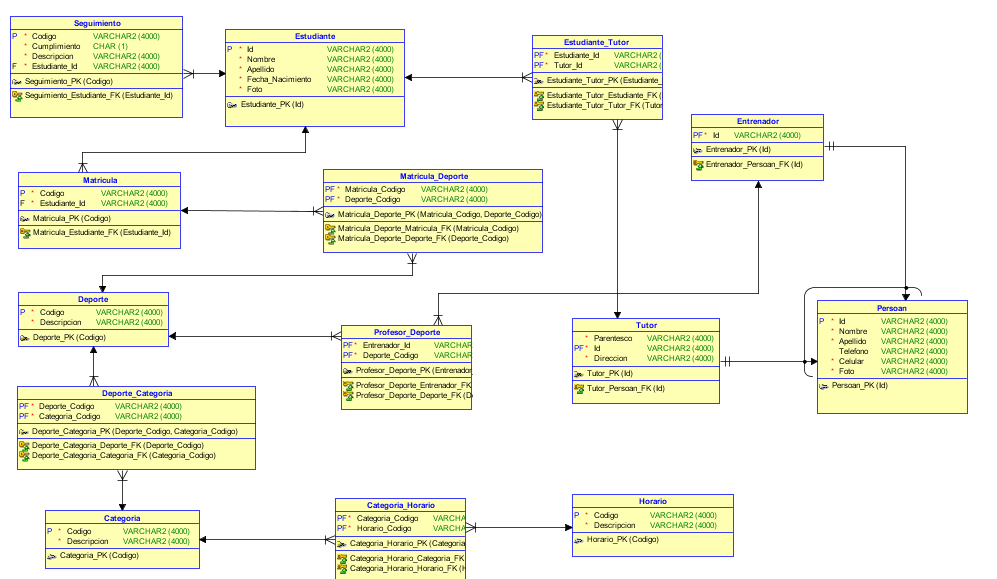 Seguimiento
P * Codigo VARCHAR2 (4000)
* Cumplimiento CHAR (1)
* Descripcion VARCHAR2 (4000)
F * Estudiante_Id VARCHAR2 (4000)
Seguimiento_PK (Codigo)
Seguimiento_Estudiante_FK (Estudiante_Id)
Estudiante
P * Id VARCHAR2 (4000)
* Nombre VARCHAR2 (4000)
* Apellido VARCHAR2 (4000)
* Fecha_Nacimiento VARCHAR2 (4000)
* Foto VARCHAR2 (4000)
Estudiante_PK (Id)
Estudiante_Tutor
PF * Estudiante_Id VARCHAR2 (
PF * Tutor_Id VARCHAR2 (
Estudiante_Tutor_PK (Estudiante_
Estudiante_Tutor_Estudiante_FK (
Estudiante_Tutor_Tutor_FK (Tutor
Entrenador
PF * Id VARCHAR2 (4000)
Entrenador_PK (Id)
Entrenador_Persoan_FK (Id)
Matricula
P * Codigo VARCHAR2 (4000)
F * Estudiante_Id VARCHAR2 (4000)
Matricula_PK (Codigo)
Matricula_Estudiante_FK (Estudiante_Id)
Matricula_Deporte
PF * Matricula_Codigo VARCHAR2 (4000)
PF * Deporte_Codigo VARCHAR2 (4000)
Matricula_Deporte_PK (Matricula_Codigo, Deporte_Codigo)
Matricula_Deporte_Matricula_FK (Matricula_Codigo)
Matricula_Deporte_Deporte_FK (Deporte_Codigo)
Deporte
P * Codigo VARCHAR2 (4000)
* Descripcion VARCHAR2 (4000)
Deporte_PK (Codigo)
Profesor_Deporte
PF * Entrenador_Id VARCHAR
PF * Deporte_Codigo VARCHAR
Profesor_Deporte_PK (Entrenador
Profesor_Deporte_Entrenador_FK
Profesor_Deporte_Deporte_FK (D
Tutor
* Parentesco VARCHAR2 (4000)
PF * Id VARCHAR2 (4000)
* Direccion VARCHAR2 (4000)
Tutor_PK (Id)
Tutor_Persoan_FK (Id)
Persoan
P * Id VARCHAR2 (4000)
* Nombre VARCHAR2 (4000)
* Apellido VARCHAR2 (4000)
Telefono VARCHAR2 (4000)
* Celular VARCHAR2 (4000)
* Foto VARCHAR2 (4000)
Persoan_PK (Id)
Deporte_Categoria
PF * Deporte_Codigo VARCHAR2 (4000)
PF * Categoria_Codigo VARCHAR2 (4000)
Deporte_Categoria_PK (Deporte_Codigo, Categoria_Codigo)
Deporte_Categoria_Deporte_FK (Deporte_Codigo)
Deporte_Categoria_Categoria_FK (Categoria_Codigo)
Categoria
P * Codigo VARCHAR2 (4000)
* Descripcion VARCHAR2 (4000)
Categoria_PK (Codigo)
Categoria_Horario
PF * Categoria_Codigo VARCHA
PF * Horario_Codigo VARCHA
Categoria_Horario_PK (Categoria
Categoria_Horario_Categoria_FK
Categoria_Horario_Horario_FK (H
Horario
P * Codigo VARCHAR2 (4000)
* Descripcion VARCHAR2 (4000)
Horario_PK (Codigo)